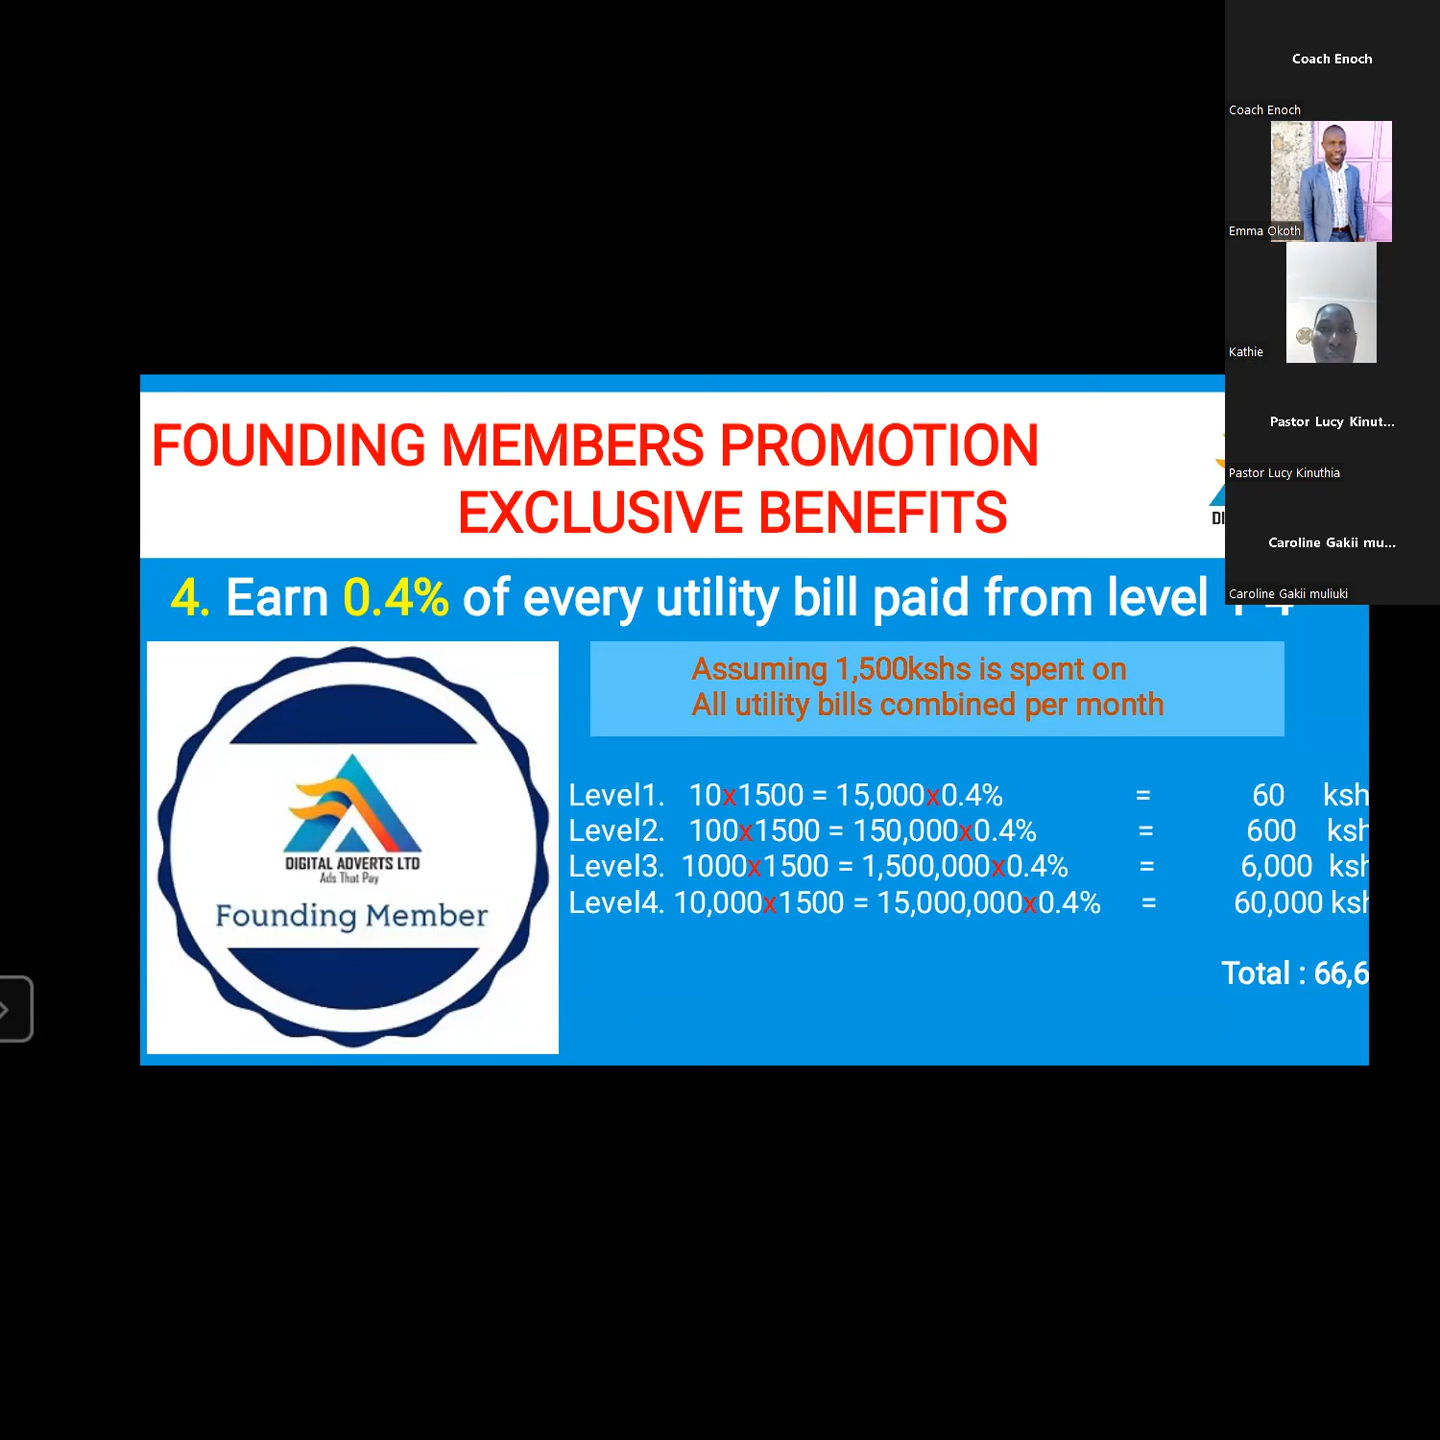 Coach Enoch
Coach Enoch
Emma Okoth
Kathie
Pastor Lucy Kinut...
Pastor Lucy Kinuthia
Caroline Gakii mu...
Caroline Gakii muliuki
FOUNDING MEMBERS PROMOTION
EXCLUSIVE BENEFITS
4. Earn 0.4% of every utility bill paid from level
Assuming 1,500kshs is spent on
All utility bills combined per month
DIGITAL ADVERTS LTD
Ads That Pay
Founding Member
Level1. 10x1500 = 15,000x0.4% = 60 ksh
Level2. 100x1500 = 150,000x0.4% = 600 ksh
Level3. 1000x1500 = 1,500,000x0.4% = 6,000 ksh
Level4. 10,000x1500 = 15,000,000x0.4% = 60,000 ksh
Total : 66,6